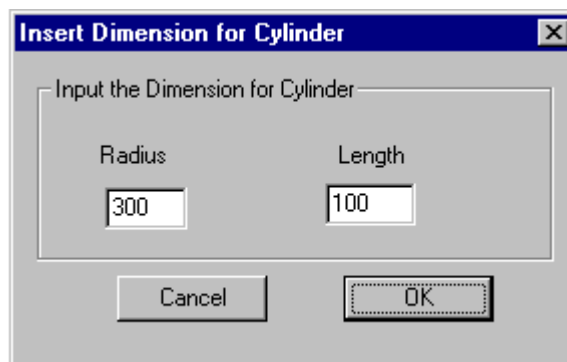 Insert Dimension for Cylinder
Input the Dimension for Cylinder
Radius Length
300 100
Cancel OK